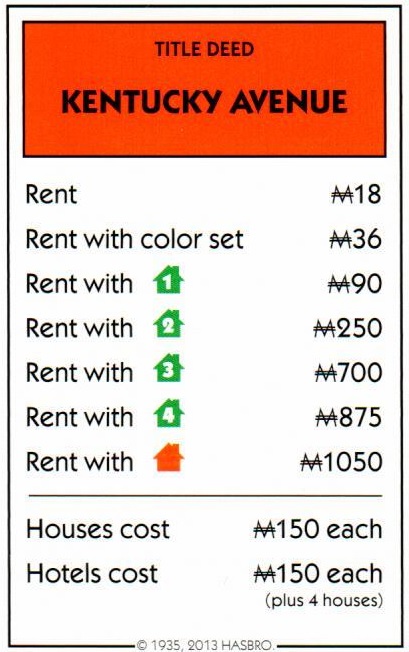 TITLE DEED
KENTUCKY AVENUE
Rent ₩18
Rent with color set ₩36
Rent with 1 ₩90
Rent with 2 ₩250
Rent with 3 ₩700
Rent with 4 ₩875
Rent with ₩1050
Houses cost ₩150 each
Hotels cost ₩150 each
(plus 4 houses)
© 1935, 2013 HASBRO.